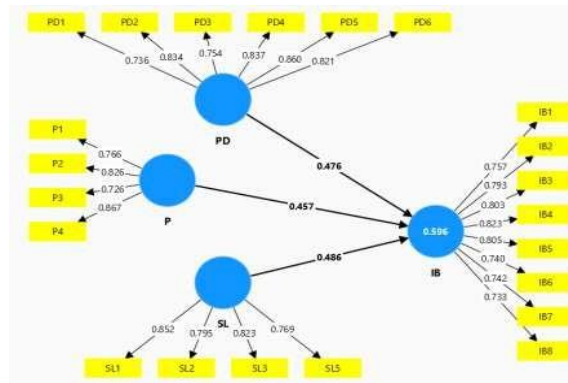 PD1 PD2 PD3 PD4 PD5 PD6
0.736 0.834 0.754 0.837 0.860 0.821
PD
P1
P2
P3
P4
0.766
0.826
0.726
0.867
P
0.476
0.457
0.486
IB1
IB2
IB3
IB4
IB5
IB6
IB7
IB8
0.757
0.793
0.803
0.823
0.805
0.740
0.742
0.733
0.596
IB
SL
0.852 0.795 0.823 0.769
SL1 SL2 SL3 SL5